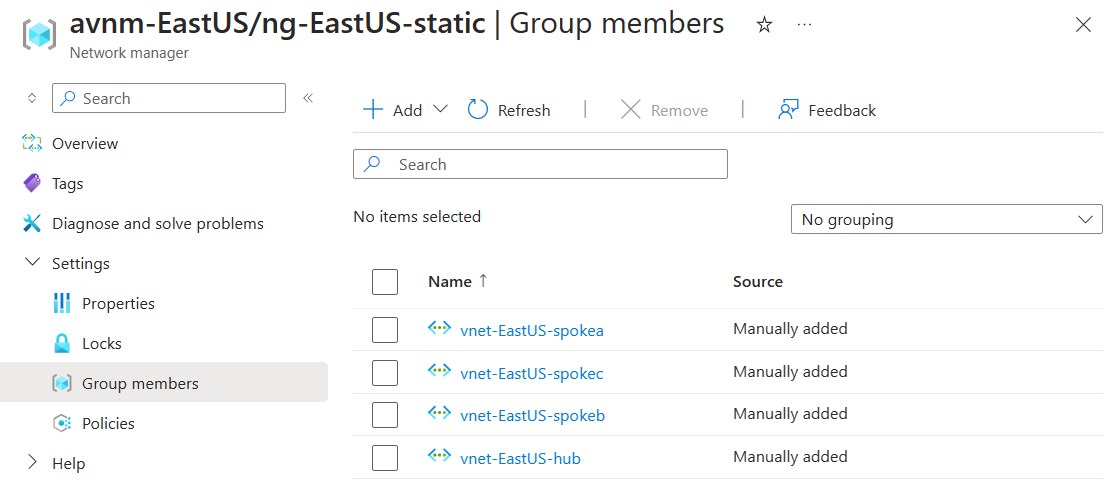 avnm-EastUS/ng-EastUS-static | Group members
Network manager
Search
Overview
Tags
Diagnose and solve problems
Settings
Properties
Locks
Group members
Policies
Help
Add Refresh | Remove | Feedback
Search
No items selected
No grouping
Name ↑ Source
vnet-EastUS-spokea Manually added
vnet-EastUS-spokec Manually added
vnet-EastUS-spokeb Manually added
vnet-EastUS-hub Manually added